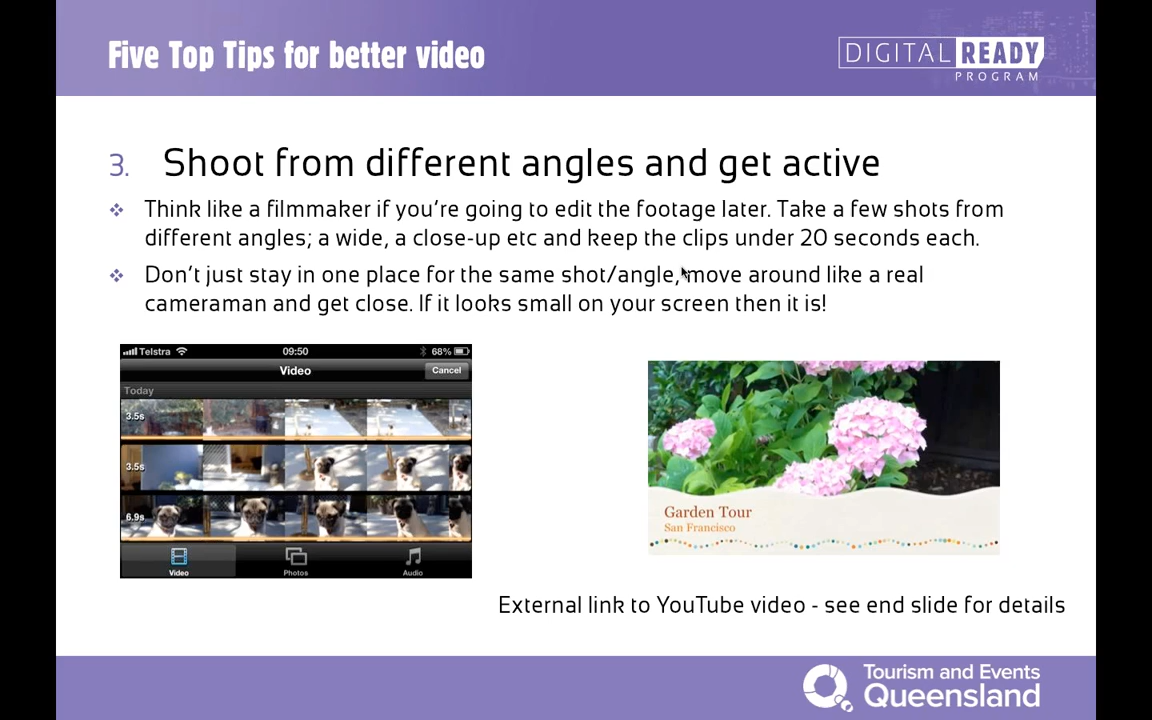 Five Top Tips for better video
DIGITAL READY
PROGRAM
3. Shoot from different angles and get active
Think like a filmmaker if you're going to edit the footage later. Take a few shots from
different angles; a wide, a close-up etc and keep the clips under 20 seconds each.
Don't just stay in one place for the same shot/angle, move around like a real
cameraman and get close. If it looks small on your screen then it is!
Telstra 09:50 68%
Video Cancel
Today
3.5s
3.5s
6.9s
Video Photos Audio
Garden Tour
San Francisco
External link to YouTube video - see end slide for details
Tourism and Events
Queensland